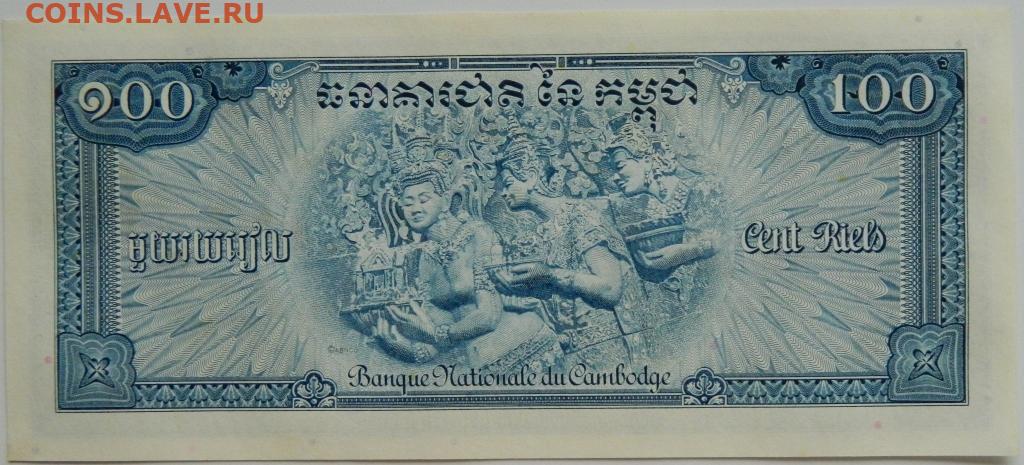 COINS.LAVE.RU
១០០ 100
ធនាគារជាតិ នៃ កម្ពុជា
មួយរយរៀល Cent Riels
Banque Nationale du Cambodge